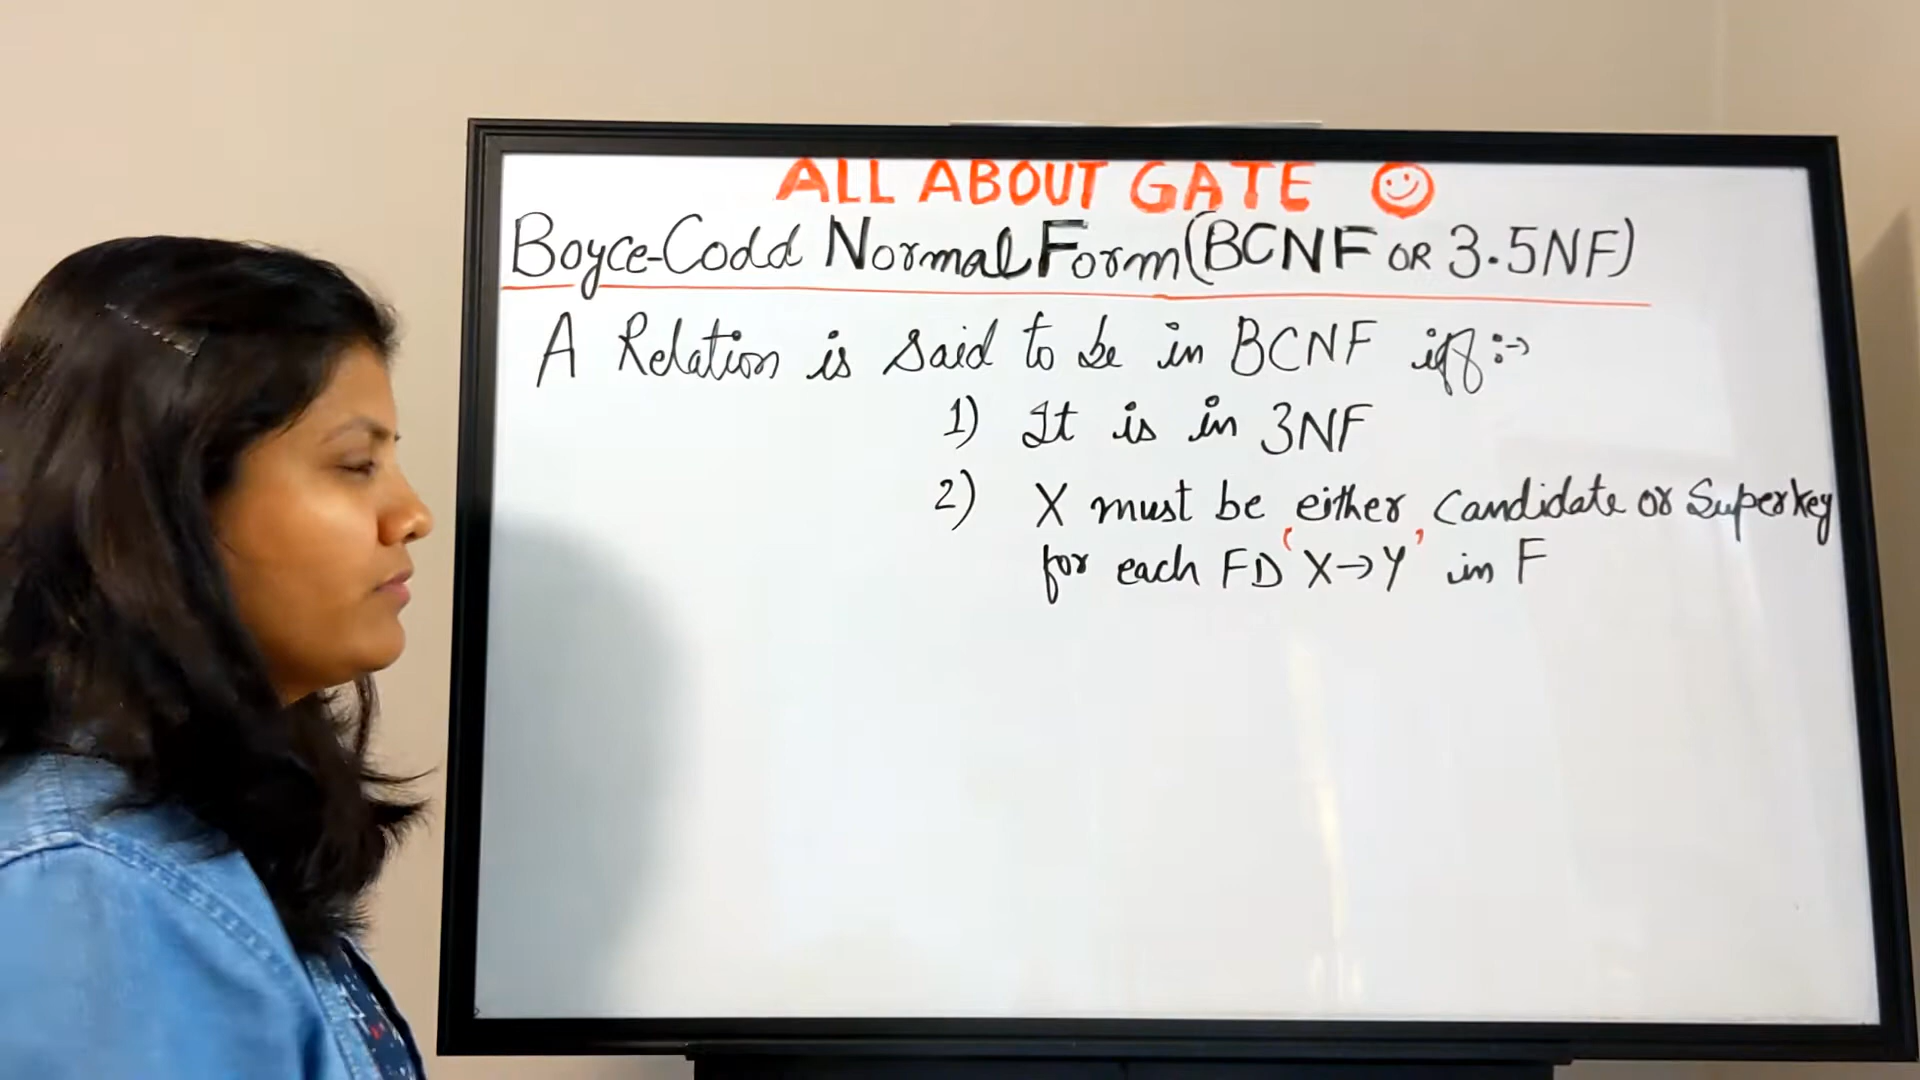 ALL ABOUT GATE
Boyce-Codd Normal Form (BCNF OR 3.5NF)
A Relation is said to be in BCNF iff :→
1) It is in 3NF
2) X must be either Candidate or Superkey
for each FD 'X→Y' in F